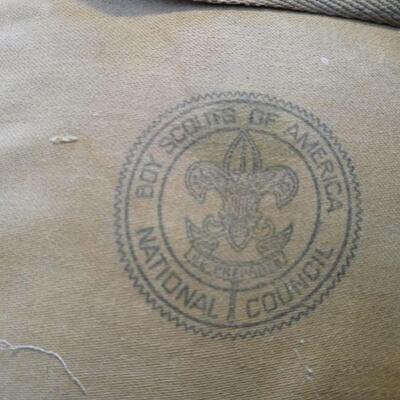 BOY SCOUTS OF AMERICA
BE PREPARED
NATIONAL COUNCIL